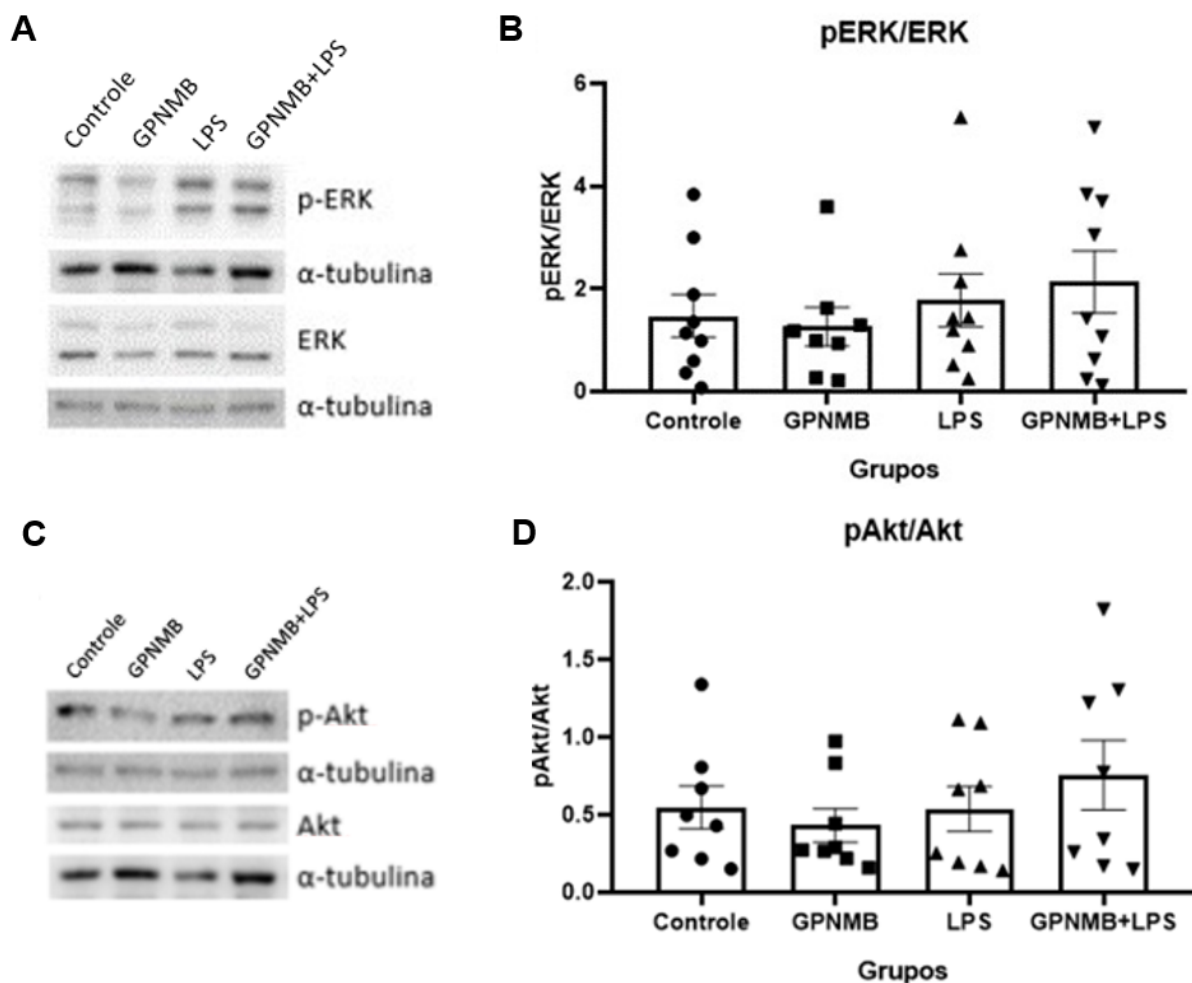 A
Controle
GPNMB
LPS
GPNMB+LPS
p-ERK
α-tubulina
ERK
α-tubulina
B
pERK/ERK
pERK/ERK
6
4
2
0
Controle
GPNMB
LPS
GPNMB+LPS
Grupos
C
Controle
GPNMB
LPS
GPNMB+LPS
p-Akt
α-tubulina
Akt
α-tubulina
D
pAkt/Akt
pAkt/Akt
2.0
1.5
1.0
0.5
0.0
Controle
GPNMB
LPS
GPNMB+LPS
Grupos